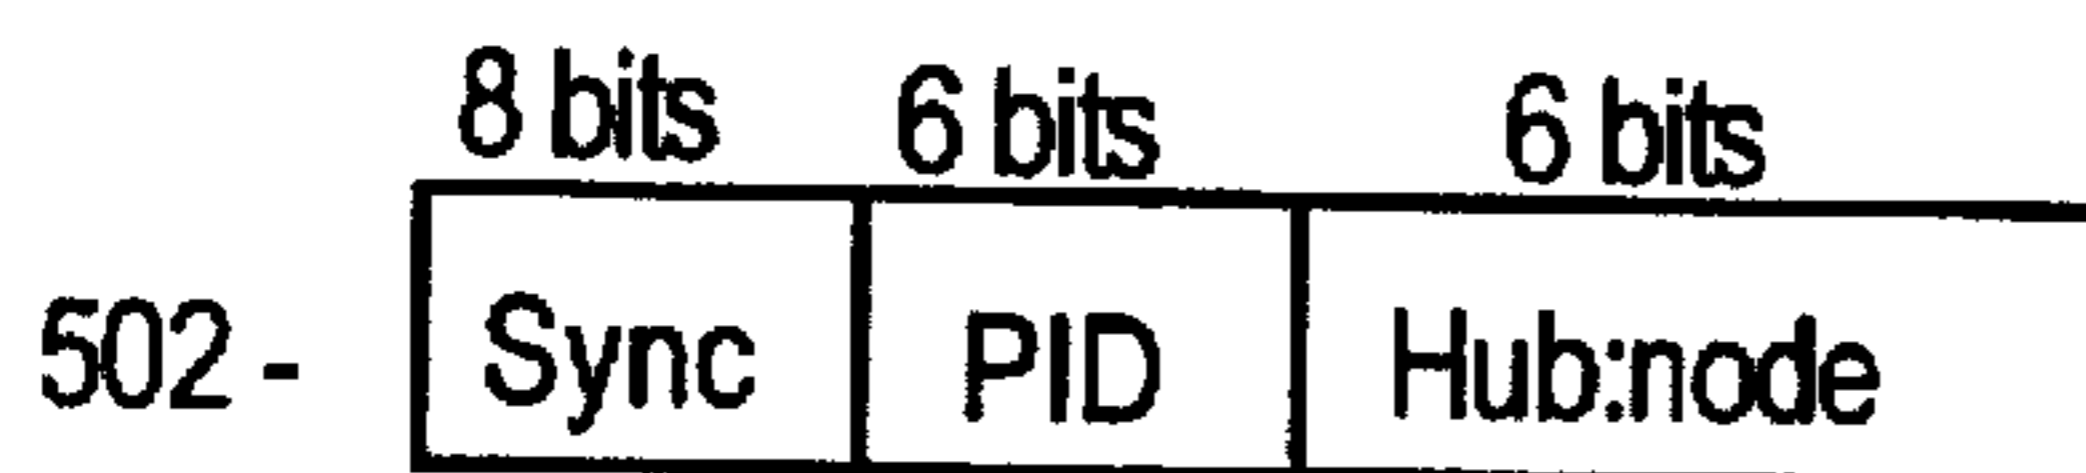 8 bits 6 bits 6 bits
502 - Sync PID Hub:node